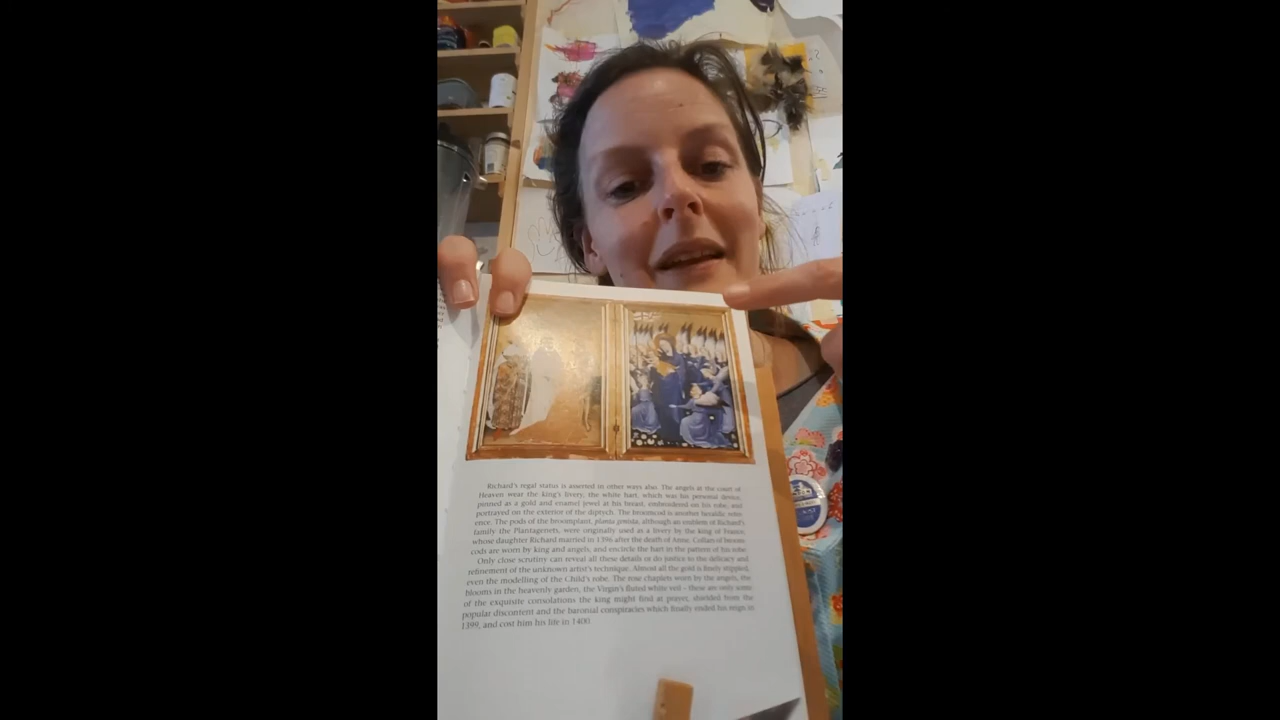 Richard's regal status is asserted in other ways also. The angels at the court of
Heaven wear the king's livery, the white hart, which was his personal device,
pinned as a gold and enamel jewel at his breast, embroidered on his robe, and
portrayed on the exterior of the diptych. The broomcod is another heraldic refer-
ence. The pods of the broomplant, planta genista, although an emblem of Richard's
family the Plantagenets, were originally used as a livery by the king of France,
whose daughter Richard married in 1396 after the death of Anne. Collars of broom-
cods are worn by king and angels, and encircle the hart in the pattern of his robe.
Only close scrutiny can reveal all these details or do justice to the delicacy and
refinement of the unknown artist's technique. Almost all the gold is finely stippled,
even the modelling of the Child's robe. The rose chaplets worn by the angels, the
blooms in the heavenly garden, the Virgin's fluted white veil – these are only some
of the exquisite consolations the king might find at prayer, shielded from the
popular discontent and the baronial conspiracies which finally ended his reign in
1399, and cost him his life in 1400